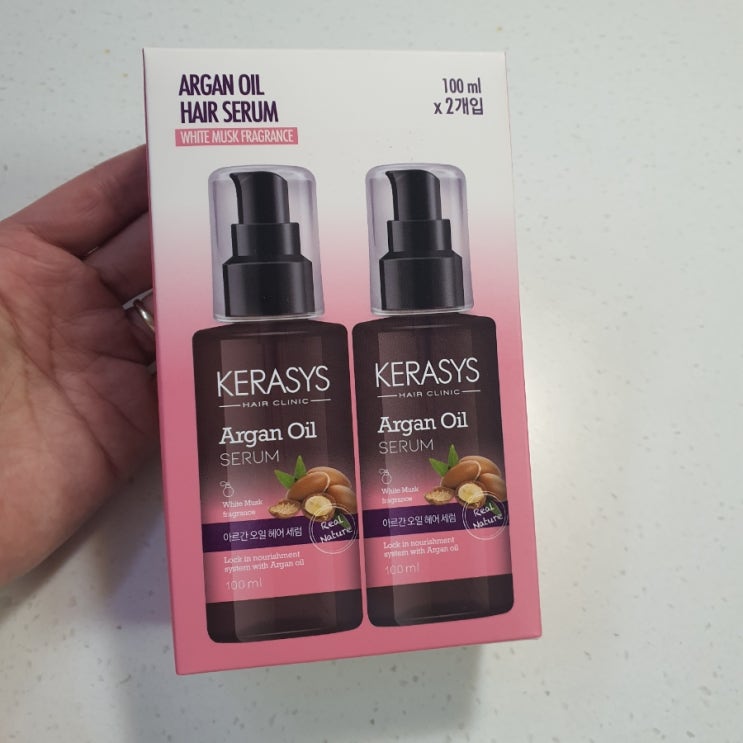 ARGAN OIL
HAIR SERUM
WHITE MUSK FRAGRANCE
100 ml
x 2개입
KERASYS
HAIR CLINIC
Argan Oil
SERUM
White Musk
fragrance
아르간 오일 헤어 세럼
Real
Nature
Lock in nourishment
system with Argan oil
100 ml
KERASYS
HAIR CLINIC
Argan Oil
SERUM
White Musk
fragrance
아르간 오일 헤어 세럼
Real
Nature
Lock in nourishment
system with Argan oil
100 ml